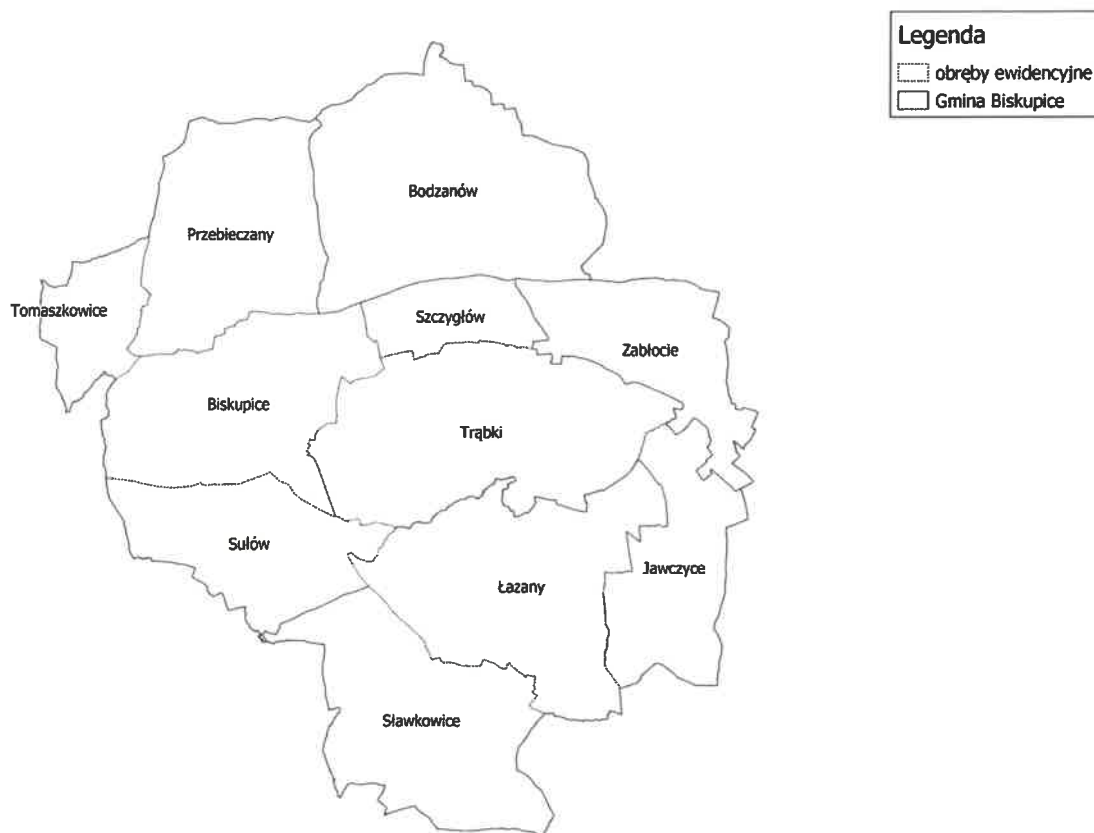 Legenda
obręby ewidencyjne
Gmina Biskupice
Bodzanów
Przebieczany
Tomaszkowice
Szczygłów
Zabłocie
Biskupice
Trąbki
Sułów
Łazany
Jawczyce
Sławkowice